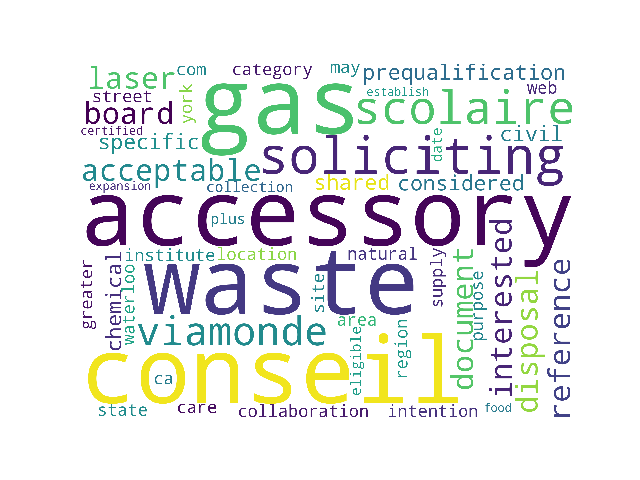 com category may prequalification
laser gas scolaire
street york establish web
board certified specific date civil
soliciting
acceptable shared considered
expansion collection
accessory
plus
institute location natural
waste
greater chemical waterloo site supply document purpose interested disposal reference
viamonde area
conseil
ca eligible region
state care collaboration intention food